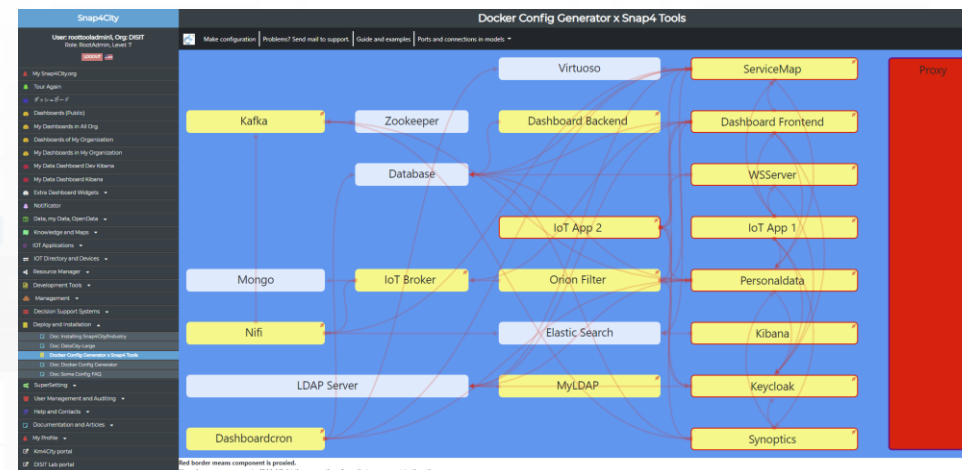 Snap4City
Docker Config Generator x Snap4 Tools
User: roottooladmin1, Org: DISIT
Role: RootAdmin, Level: 7
LOGOUT
Make configuration
Problems? Send mail to support.
Guide and examples
Ports and connections in models
My Snap4City.org
Tour Again
ダッシュボード
Dashboards (Public)
My Dashboards in All Org
Dashboards of My Organization
My Dashboards in My Organization
My Data Dashboard Dev Kibana
My Data Dashboard Kibana
Extra Dashboard Widgets
Notificator
Data, my Data, OpenData
Knowledge and Maps
IOT Applications
IOT Directory and Devices
Resource Manager
Development Tools
Management
Decision Support Systems
Deploy and Installation
Doc: Installing Snap4City/Industry
Doc: DataCity-Large
Docker Config Generator x Snap4 Tools
Doc: Docker Config Generator
Doc: Some Config FAQ
SuperSetting
User Management and Auditing
Help and Contacts
Documentation and Articles
My Profile
Km4City portal
DISIT Lab portal
Virtuoso
ServiceMap
Proxy
Kafka
Zookeeper
Dashboard Backend
Dashboard Frontend
Database
WSServer
IoT App 2
IoT App 1
Mongo
IoT Broker
Orion Filter
Personaldata
Nifi
Elastic Search
Kibana
LDAP Server
MyLDAP
Keycloak
Dashboardcron
Synoptics
Red border means component is proxied.